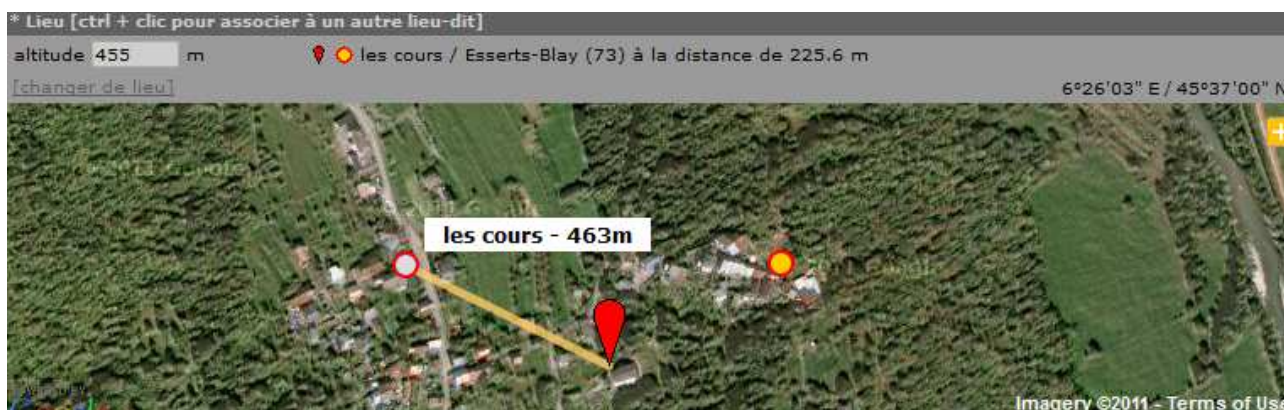 * Lieu [ctrl + clic pour associer à un autre lieu-dit]
altitude 455 m les cours / Esserts-Blay (73) à la distance de 225.6 m
[changer de lieu] 6°26'03" E / 45°37'00" N
les cours - 463m
Imagery ©2011 - Terms of Use